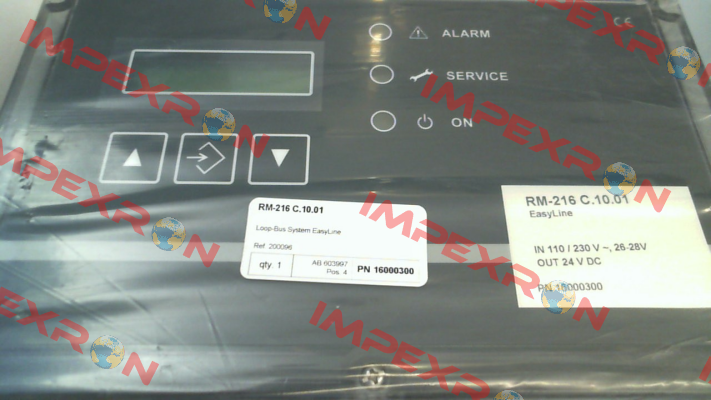 ALARM
CE
SERVICE
ON
RM-216 C.10.01
Loop-Bus System EasyLine
Ref. 200096
qty. 1
AB 603997
Pos. 4
PN 16000300
RM-216 C.10.01
EasyLine
IN 110 / 230 V ~, 26-28V
OUT 24 V DC
PN 16000300
IMPEXRON
IMPEXRON
IMPEXRON
IMPEXRON
IMPEXRON
IMPEXRON